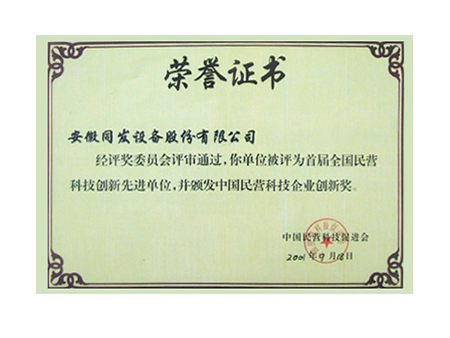 荣誉证书
安徽同发设备股份有限公司
经评奖委员会评审通过，你单位被评为首届全国民营
科技创新先进单位，并颁发中国民营科技企业创新奖。
中国民营科技促进会
2001年9月18日